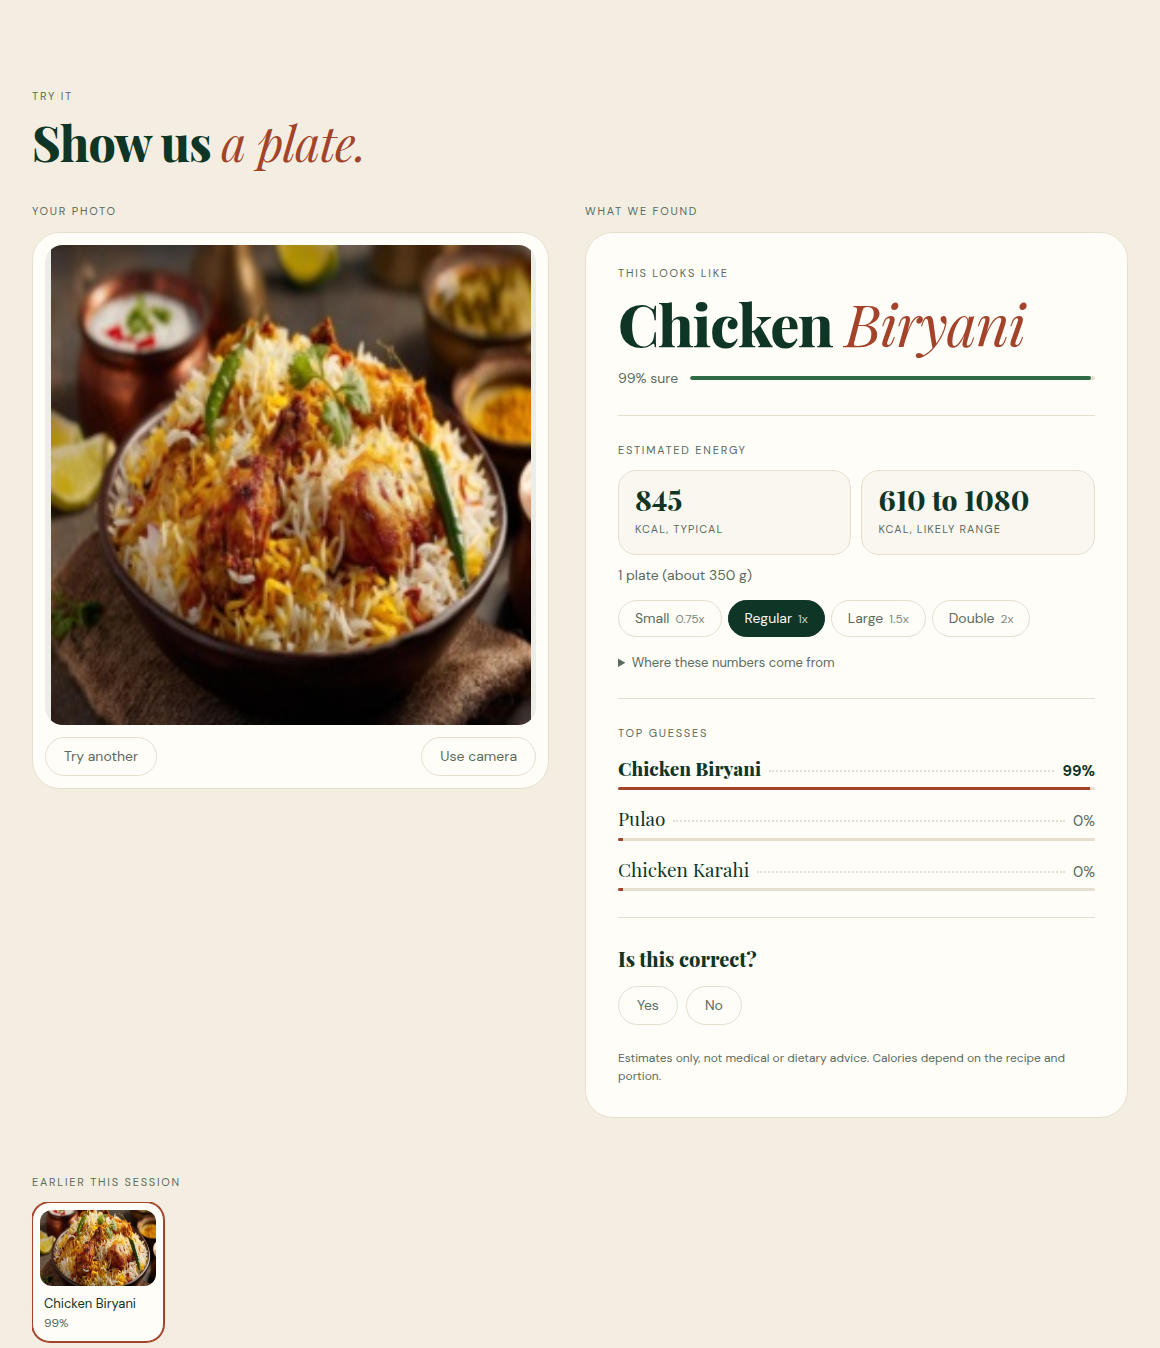 TRY IT
Show us a plate.
YOUR PHOTO
Try another
Use camera
WHAT WE FOUND
THIS LOOKS LIKE
Chicken Biryani
99% sure
ESTIMATED ENERGY
845
KCAL, TYPICAL
610 to 1080
KCAL, LIKELY RANGE
1 plate (about 350 g)
Small 0.75x
Regular 1x
Large 1.5x
Double 2x
Where these numbers come from
TOP GUESSES
Chicken Biryani 99%
Pulao 0%
Chicken Karahi 0%
Is this correct?
Yes
No
Estimates only, not medical or dietary advice. Calories depend on the recipe and
portion.
EARLIER THIS SESSION
Chicken Biryani
99%